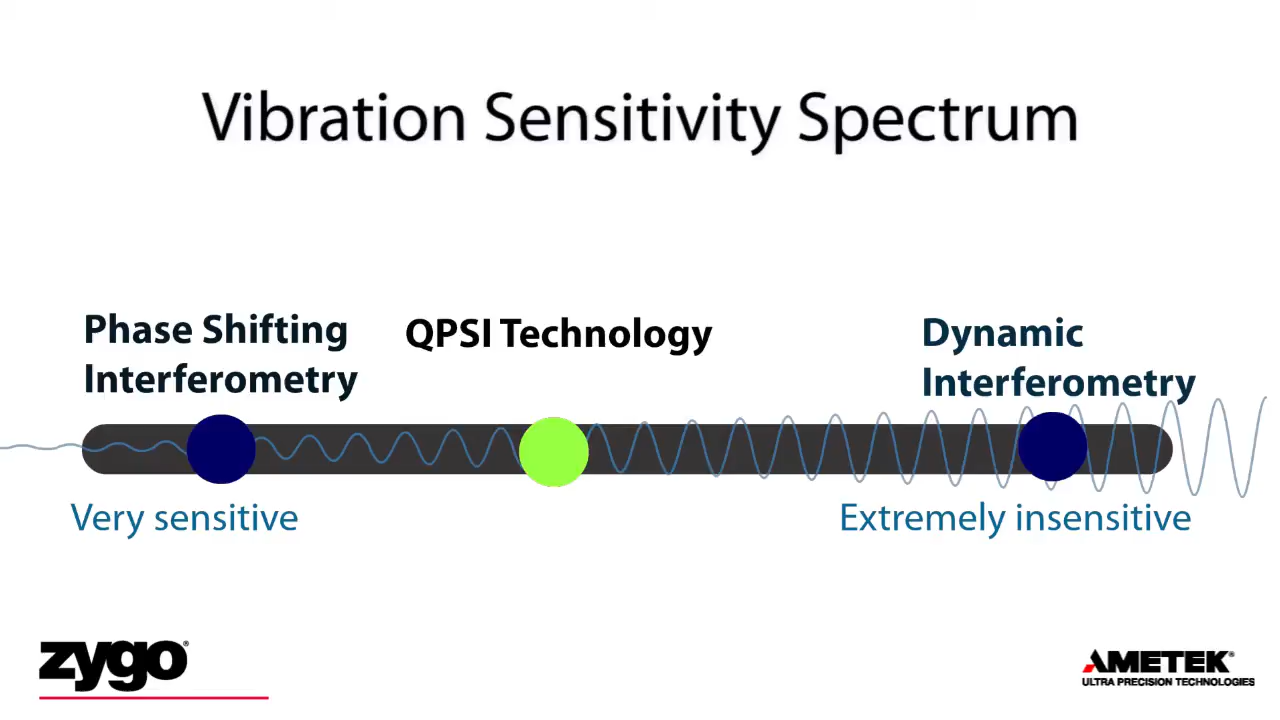 Vibration Sensitivity Spectrum
Phase Shifting
Interferometry
QPSI Technology
Dynamic
Interferometry
Very sensitive
Extremely insensitive
zygo®
AMETEK®
ULTRA PRECISION TECHNOLOGIES